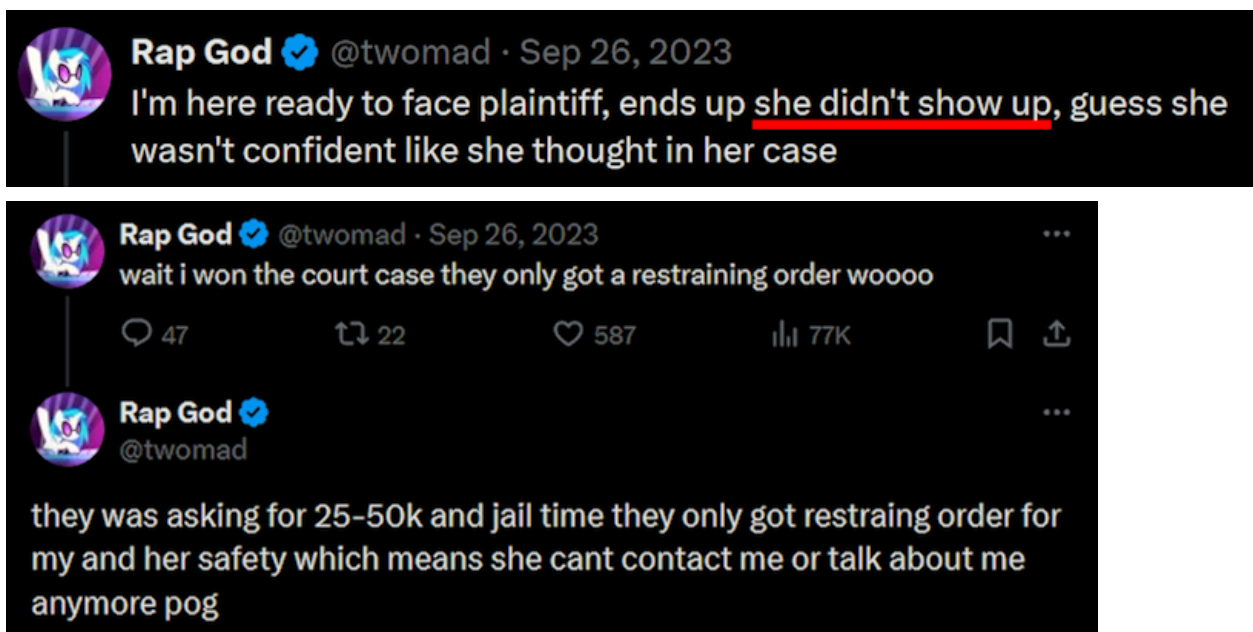 Rap God @twomad · Sep 26, 2023
I'm here ready to face plaintiff, ends up she didn't show up, guess she
wasn't confident like she thought in her case
Rap God @twomad · Sep 26, 2023
wait i won the court case they only got a restraining order woooo
47 22 587 77K
Rap God
@twomad
they was asking for 25-50k and jail time they only got restraing order for
my and her safety which means she cant contact me or talk about me
anymore pog